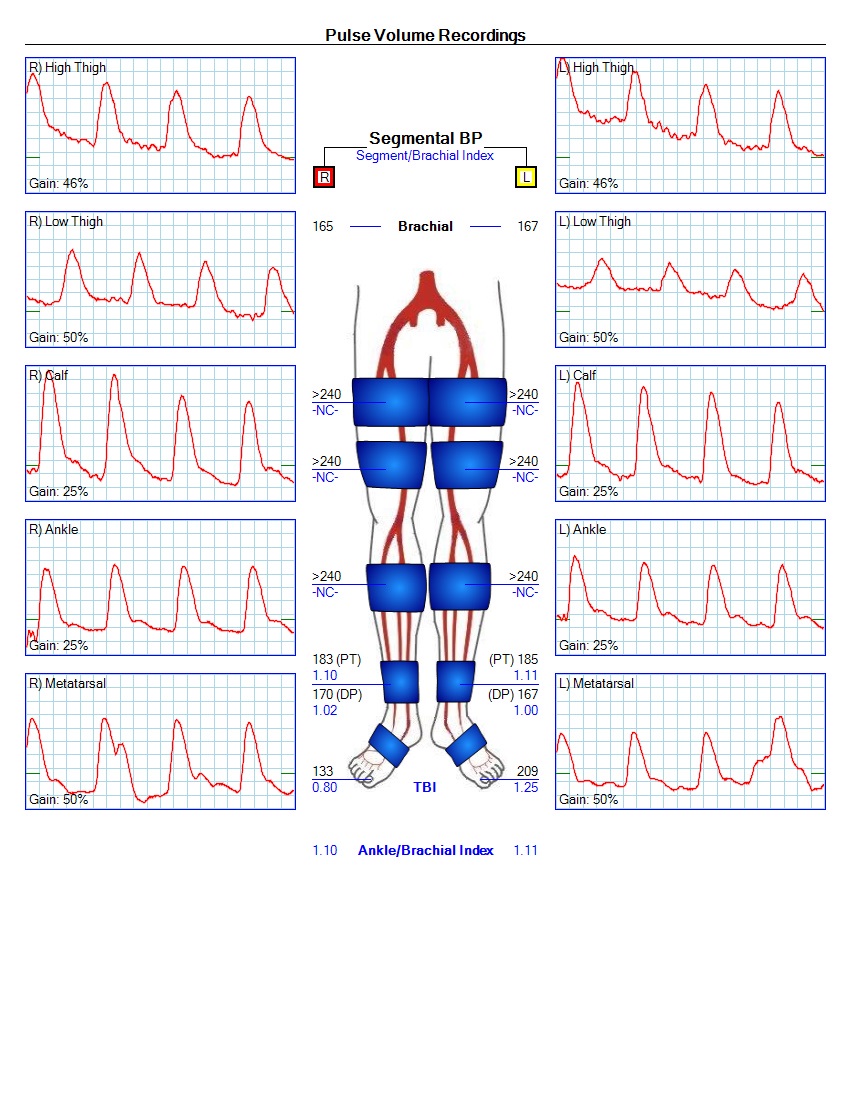 Pulse Volume Recordings
R) High Thigh
Gain: 46%
L) High Thigh
Gain: 46%
Segmental BP
Segment/Brachial Index
R
L
165 Brachial 167
R) Low Thigh
Gain: 50%
L) Low Thigh
Gain: 50%
R) Calf
Gain: 25%
L) Calf
Gain: 25%
>240 >240
-NC- -NC-
>240 >240
-NC- -NC-
R) Ankle
Gain: 25%
L) Ankle
Gain: 25%
>240 >240
-NC- -NC-
183 (PT) (PT) 185
1.10 1.11
170 (DP) (DP) 167
1.02 1.00
R) Metatarsal
Gain: 50%
L) Metatarsal
Gain: 50%
133 209
0.80 TBI 1.25
1.10 Ankle/Brachial Index 1.11